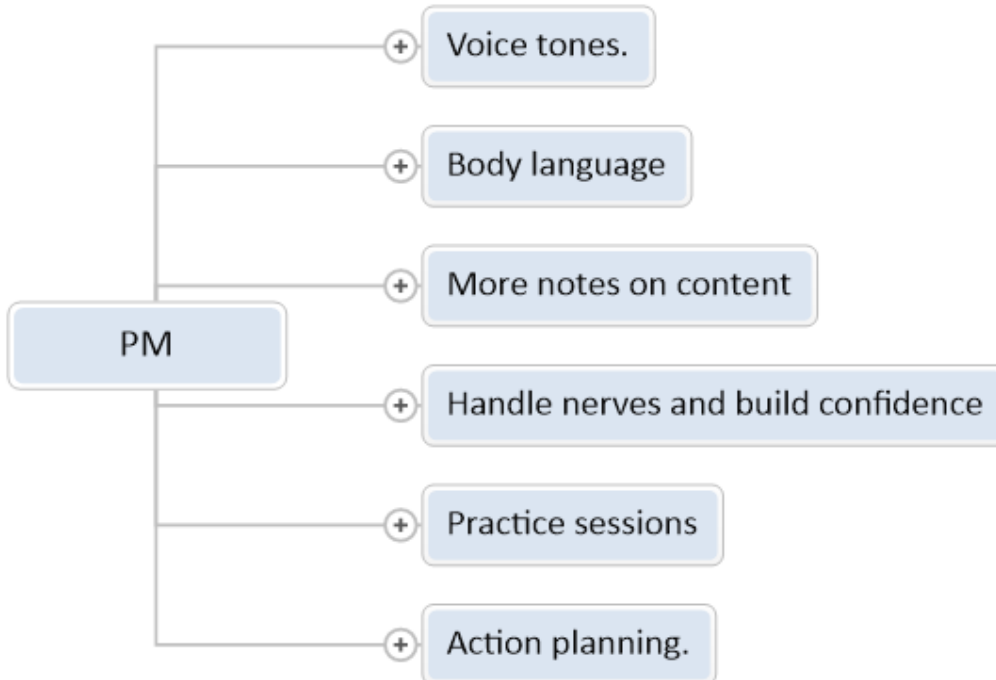 Voice tones.
Body language
More notes on content
PM
Handle nerves and build confidence
Practice sessions
Action planning.